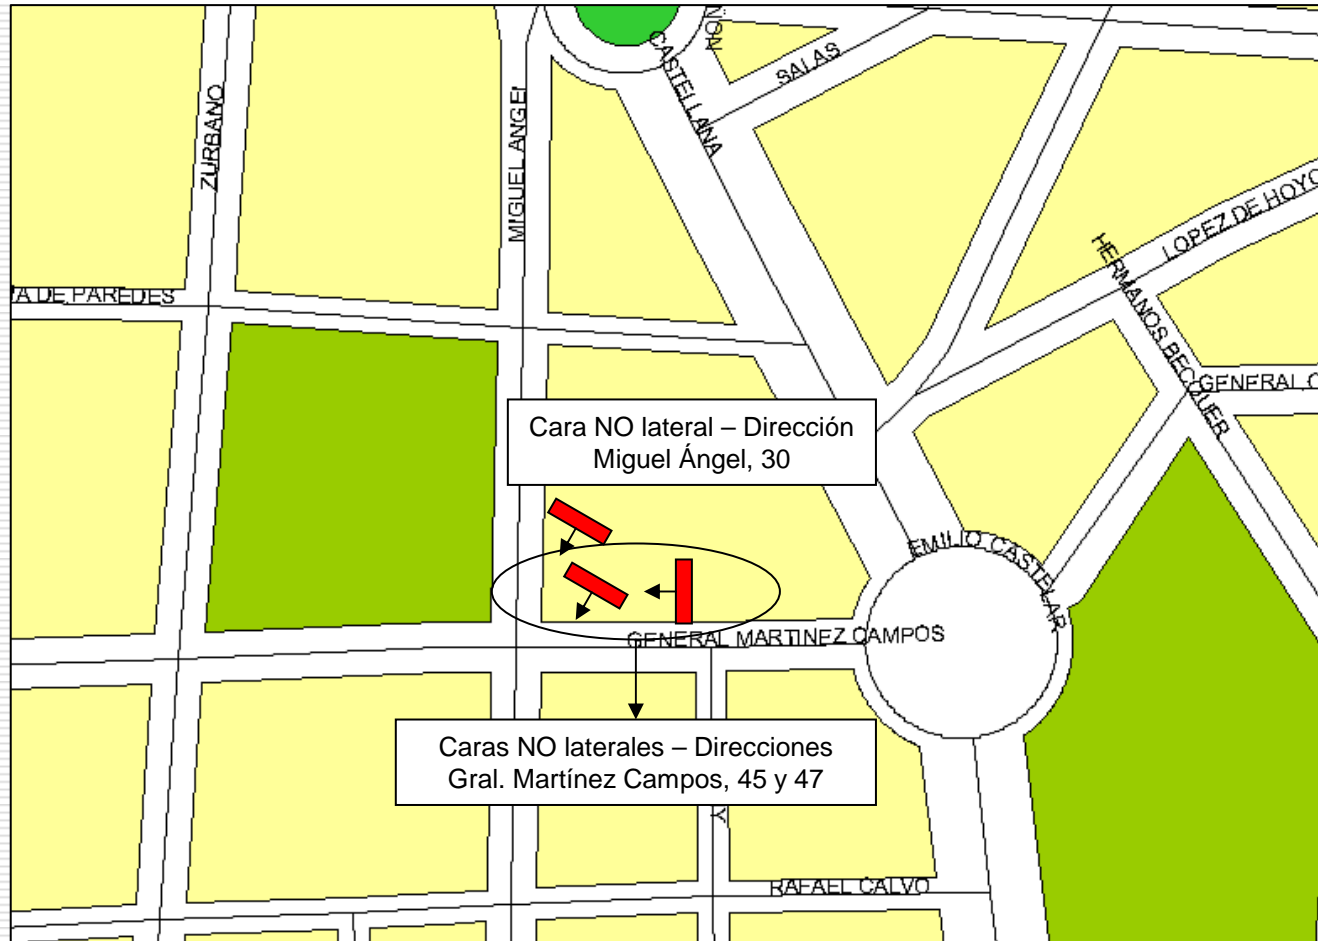 CASTELLANA
SALAS
ZURBANO
MIGUEL ANGEL
LOPEZ DE HOYO
HERMANOS BECQUER
A DE PAREDES
GENERAL
Cara NO lateral – Dirección
Miguel Ángel, 30
EMILIO CASTELAR
GENERAL MARTINEZ CAMPOS
Caras NO laterales – Direcciones
Gral. Martínez Campos, 45 y 47
Y
RAFAEL CALVO